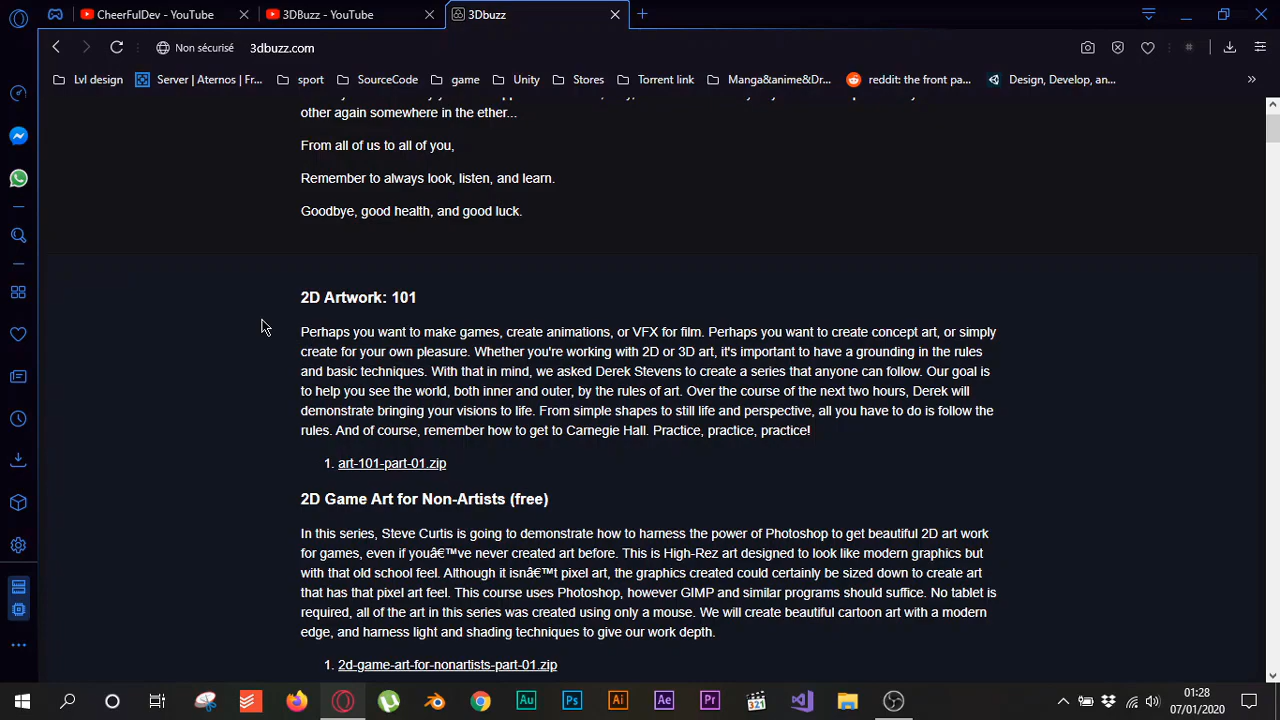 CheerFulDev - YouTube
3DBuzz - YouTube
3Dbuzz
Non sécurisé 3dbuzz.com
Lvl design
Server | Aternos | Fr...
sport
SourceCode
game
Unity
Stores
Torrent link
Manga&anime&Dr...
reddit: the front pa...
Design, Develop, an...
other again somewhere in the ether...
From all of us to all of you,
Remember to always look, listen, and learn.
Goodbye, good health, and good luck.
2D Artwork: 101
Perhaps you want to make games, create animations, or VFX for film. Perhaps you want to create concept art, or simply
create for your own pleasure. Whether you're working with 2D or 3D art, it's important to have a grounding in the rules
and basic techniques. With that in mind, we asked Derek Stevens to create a series that anyone can follow. Our goal is
to help you see the world, both inner and outer, by the rules of art. Over the course of the next two hours, Derek will
demonstrate bringing your visions to life. From simple shapes to still life and perspective, all you have to do is follow the
rules. And of course, remember how to get to Carnegie Hall. Practice, practice, practice!
1. art-101-part-01.zip
2D Game Art for Non-Artists (free)
In this series, Steve Curtis is going to demonstrate how to harness the power of Photoshop to get beautiful 2D art work
for games, even if youâ€™ve never created art before. This is High-Rez art designed to look like modern graphics but
with that old school feel. Although it isnâ€™t pixel art, the graphics created could certainly be sized down to create art
that has that pixel art feel. This course uses Photoshop, however GIMP and similar programs should suffice. No tablet is
required, all of the art in this series was created using only a mouse. We will create beautiful cartoon art with a modern
edge, and harness light and shading techniques to give our work depth.
1. 2d-game-art-for-nonartists-part-01.zip
Au
Ps
Ai
Ae
Pr
321
01:28
07/01/2020